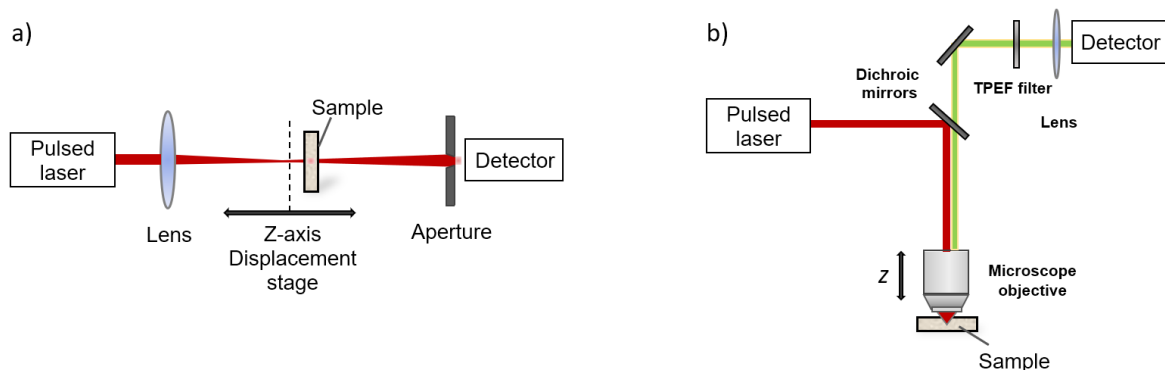 a)
Sample
Pulsed
laser
Detector
Lens
Z-axis
Displacement
stage
Aperture
b)
Detector
Dichroic
mirrors
TPEF filter
Pulsed
laser
Lens
z
Microscope
objective
Sample